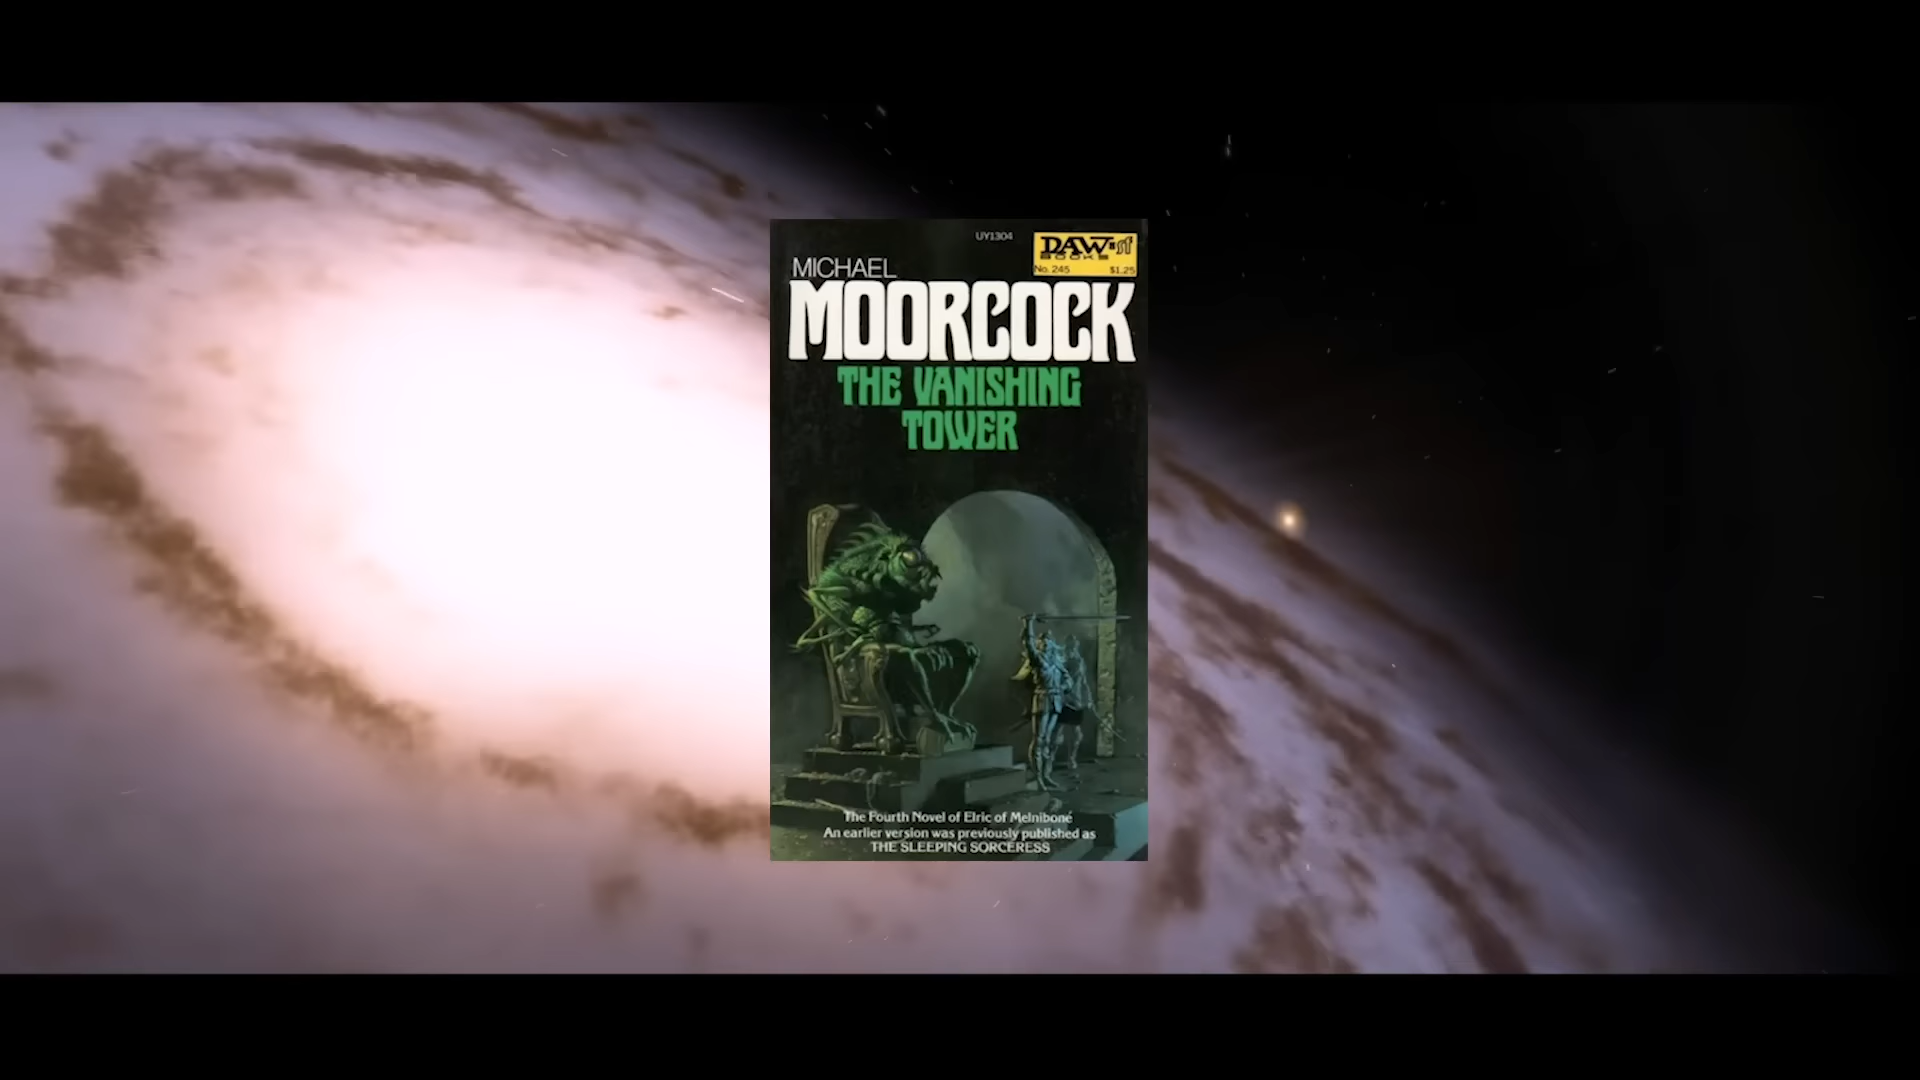 UY1304
DAW sf
BOOKS
No. 245 $1.25
MICHAEL
MOORCOCK
THE VANISHING
TOWER
The Fourth Novel of Elric of Melniboné
An earlier version was previously published as
THE SLEEPING SORCERESS